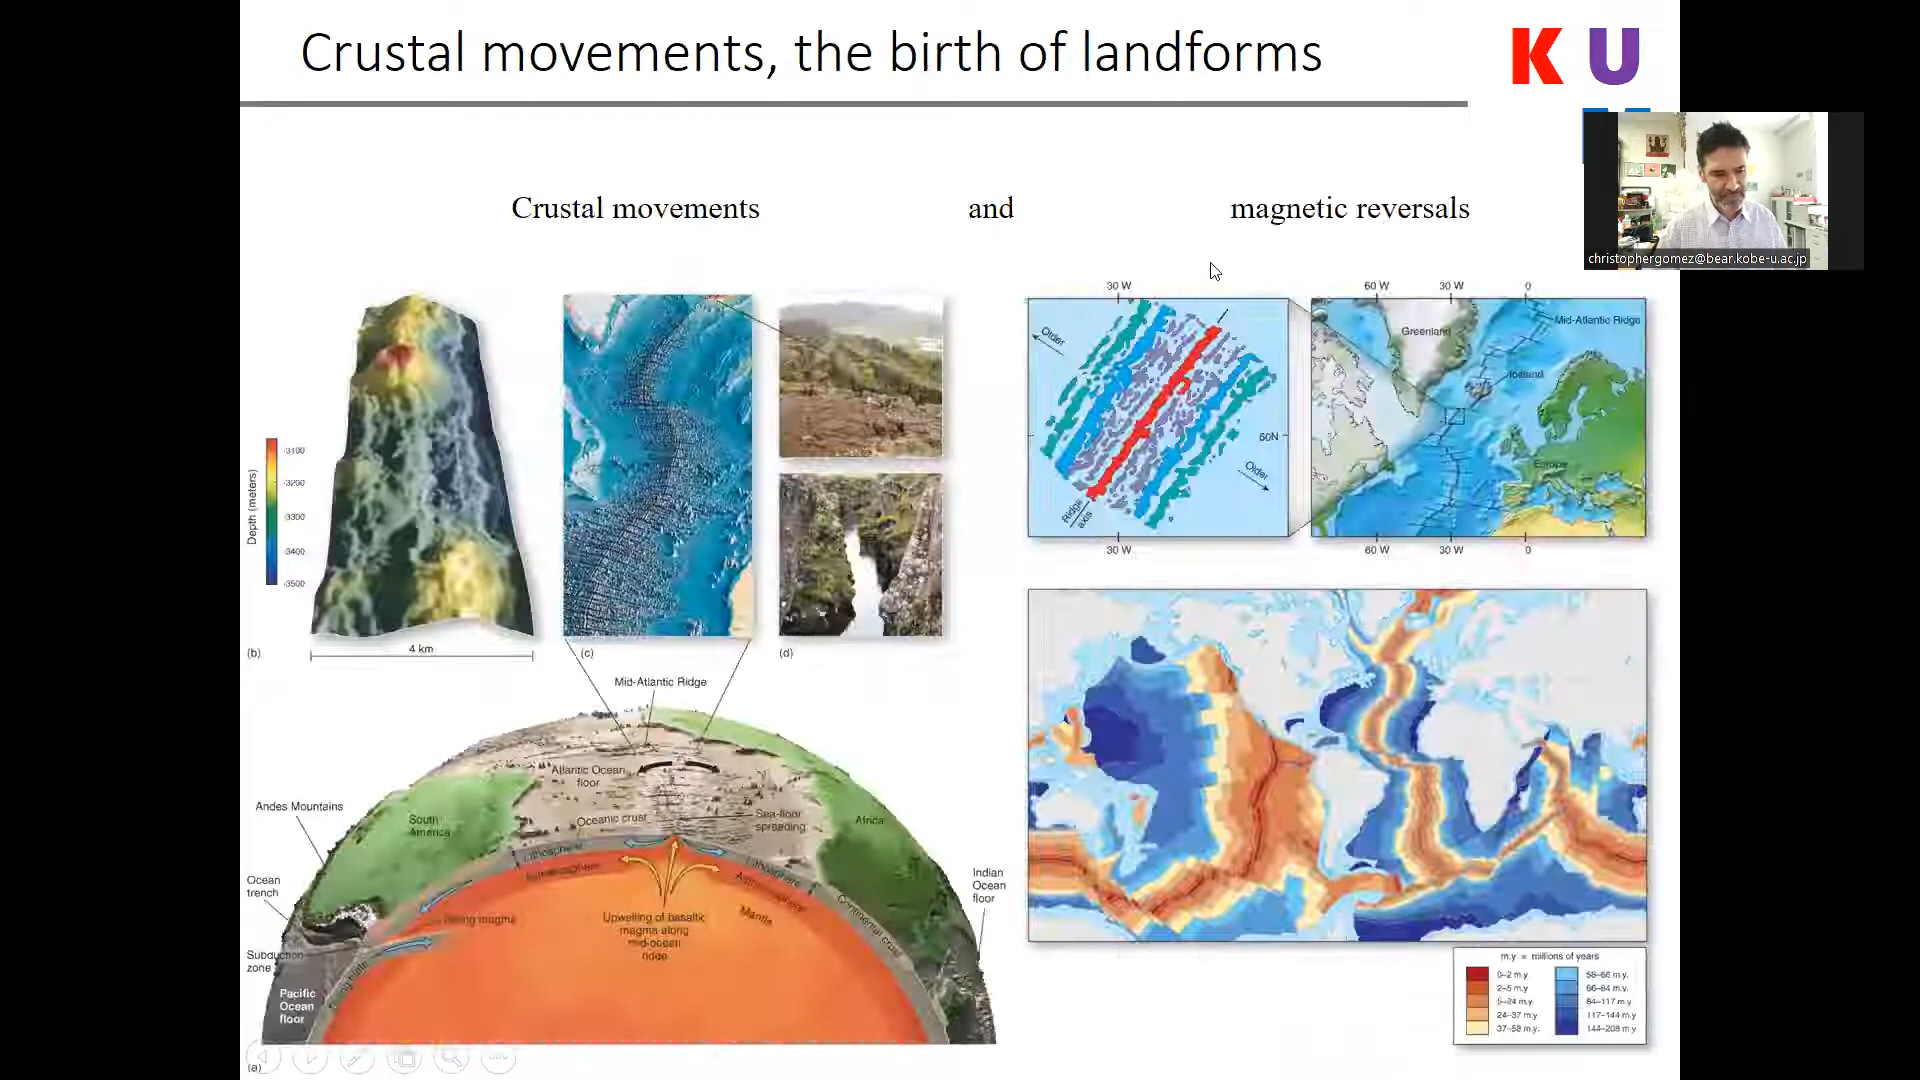 Crustal movements, the birth of landforms
K U
christophergomez@bear.kobe-u.ac.jp
Crustal movements and magnetic reversals
Depth (meters)
-3100
-3200
-3300
-3400
-3500
(b)
4 km
(c)
(d)
Mid-Atlantic Ridge
Andes Mountains
South
America
Atlantic Ocean
floor
Oceanic crust
Sea-floor
spreading
Africa
Lithosphere
Asthenosphere
Lithosphere
Asthenosphere
Mantle
Continental crust
Ocean
trench
Rising magma
Upwelling of basaltic
magma along
mid-ocean
ridge
Indian
Ocean
floor
Subduction
zone
Pacific
Ocean
floor
(a)
30 W
Older
60N
Older
Ridge
axis
30 W
60 W
30 W
0
Greenland
Mid-Atlantic Ridge
Iceland
Europe
60 W
30 W
0
m.y = millions of years
0–2 m.y
2–5 m.y
5–24 m.y
24–37 m.y.
37–58 m.y.
58–66 m.y.
66–84 m.y.
84–117 m.y
117–144 m.y
144–208 m.y